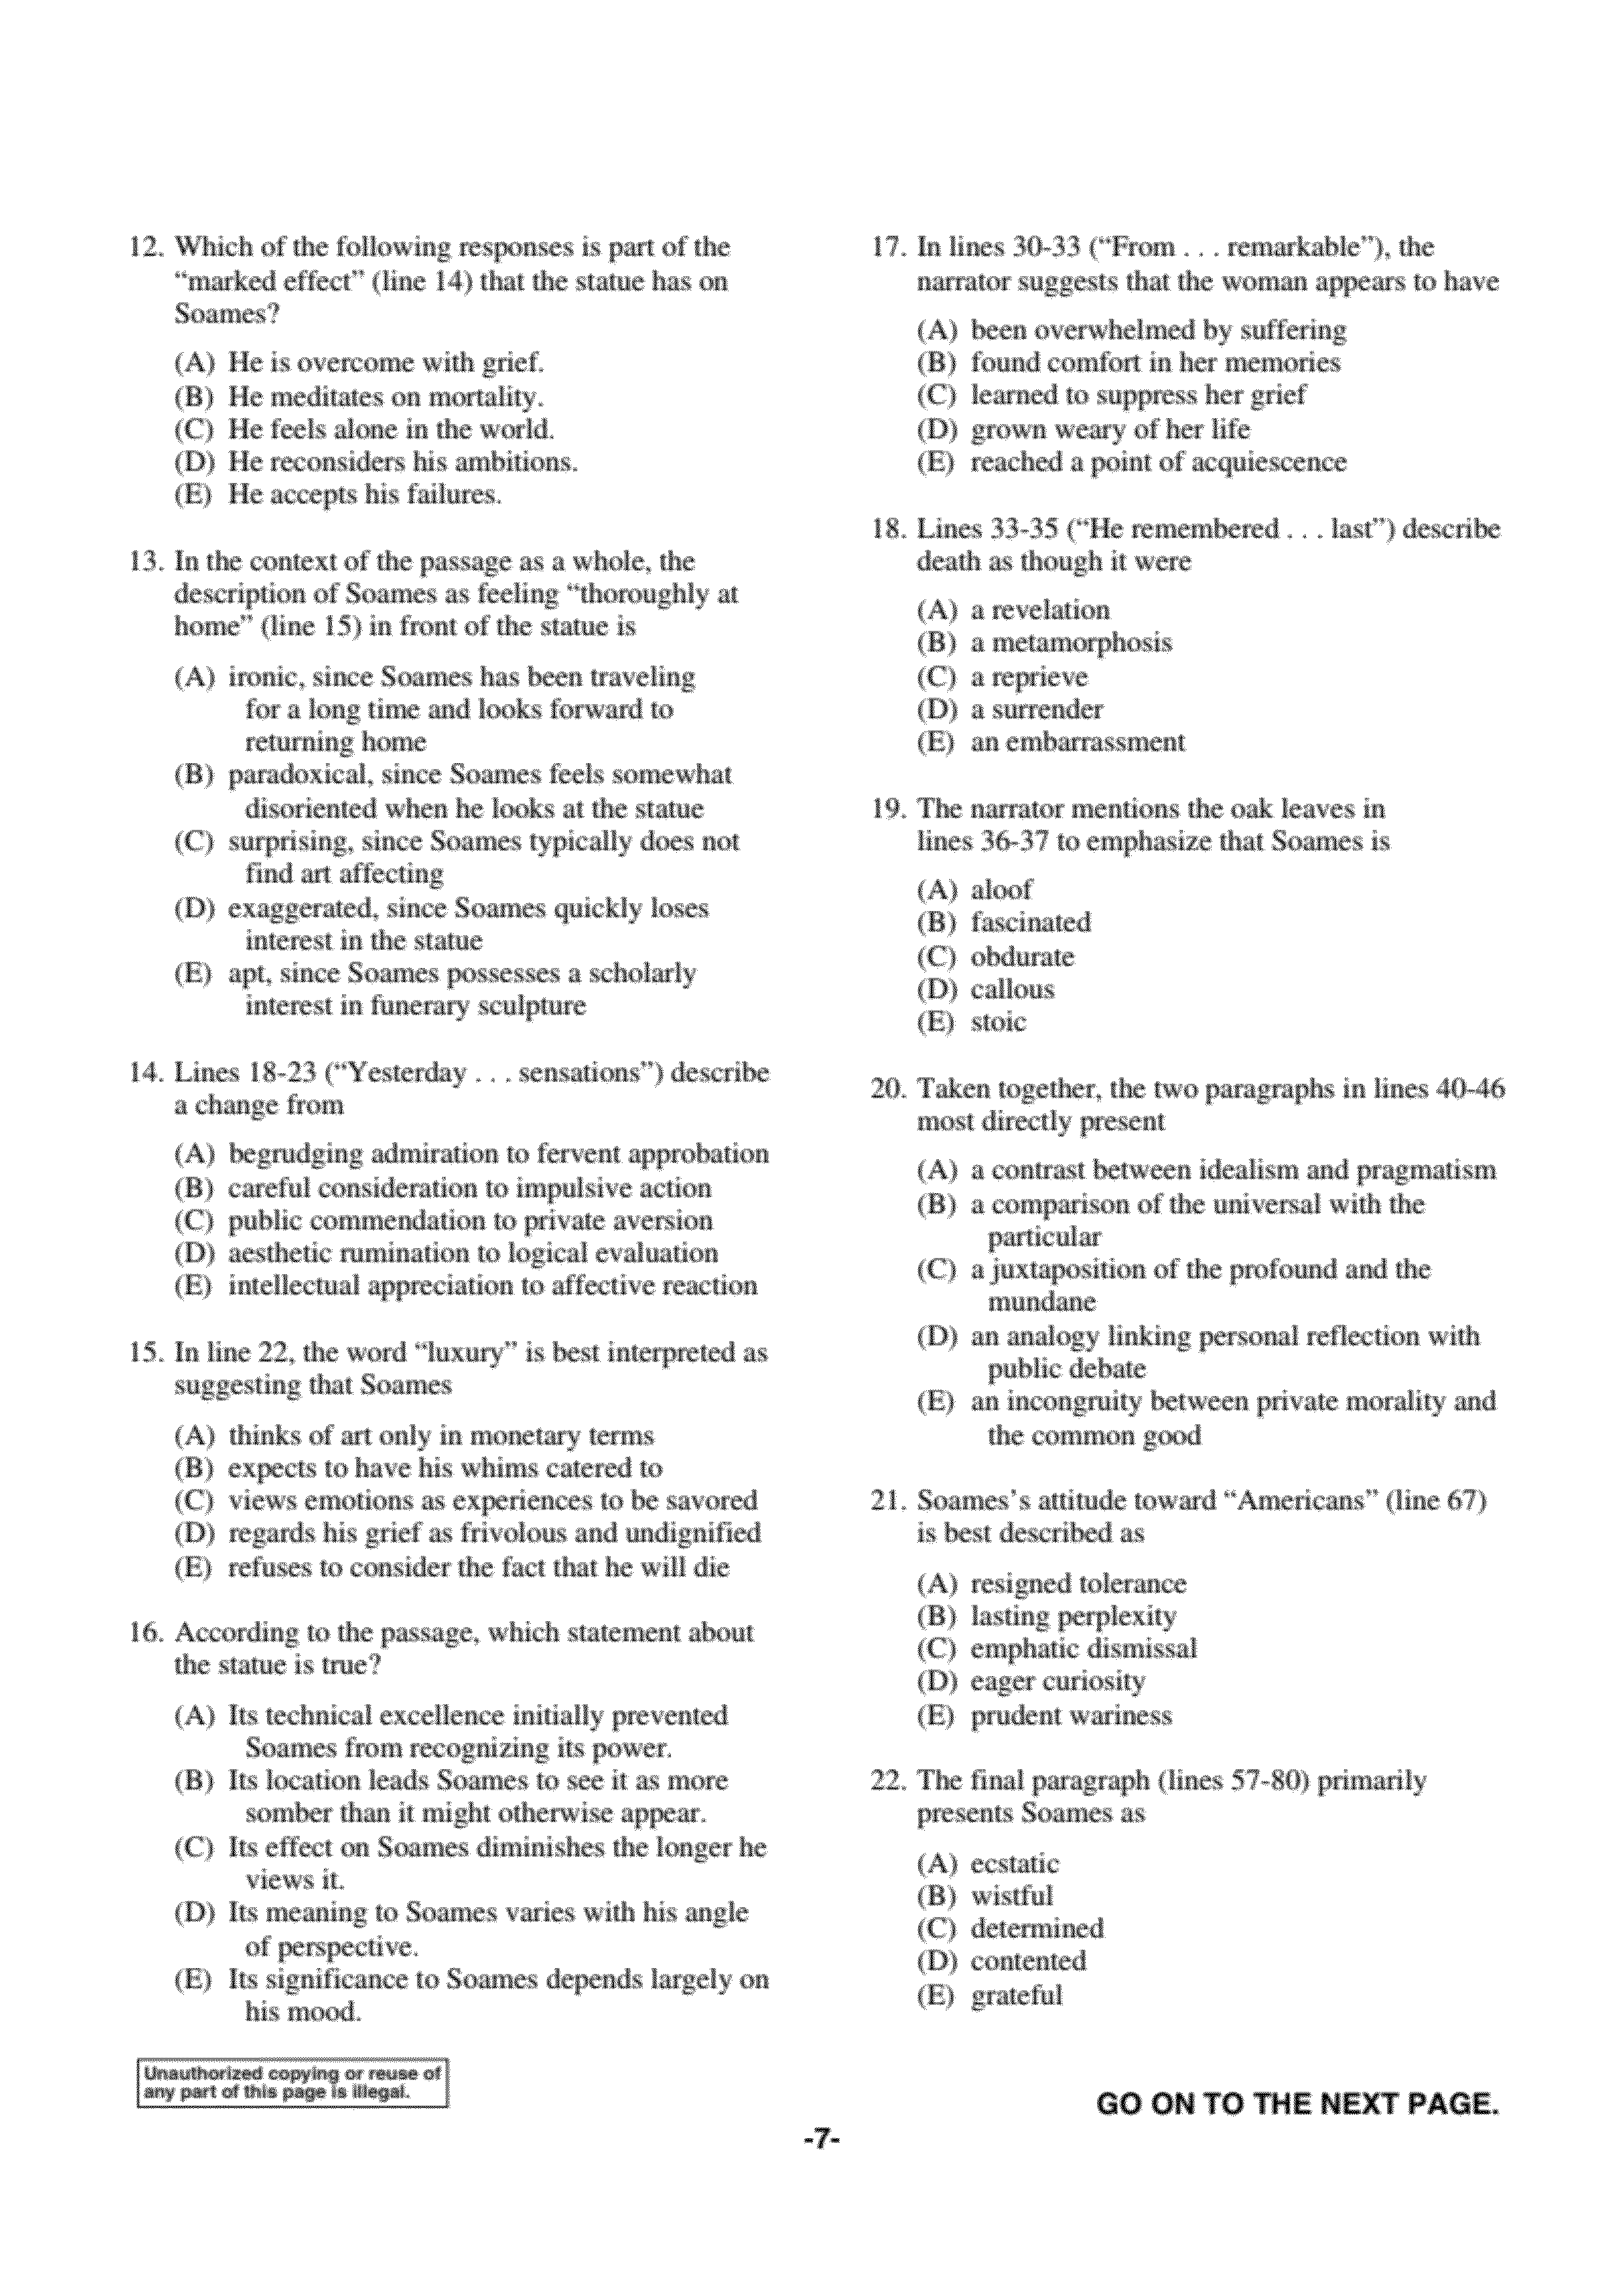 12. Which of the following responses is part of the
“marked effect” (line 14) that the statue has on
Soames?
(A) He is overcome with grief.
(B) He meditates on mortality.
(C) He feels alone in the world.
(D) He reconsiders his ambitions.
(E) He accepts his failures.
13. In the context of the passage as a whole, the
description of Soames as feeling “thoroughly at
home” (line 15) in front of the statue is
(A) ironic, since Soames has been traveling
for a long time and looks forward to
returning home
(B) paradoxical, since Soames feels somewhat
disoriented when he looks at the statue
(C) surprising, since Soames typically does not
find art affecting
(D) exaggerated, since Soames quickly loses
interest in the statue
(E) apt, since Soames possesses a scholarly
interest in funerary sculpture
14. Lines 18-23 (“Yesterday . . . sensations”) describe
a change from
(A) begrudging admiration to fervent approbation
(B) careful consideration to impulsive action
(C) public commendation to private aversion
(D) aesthetic rumination to logical evaluation
(E) intellectual appreciation to affective reaction
15. In line 22, the word “luxury” is best interpreted as
suggesting that Soames
(A) thinks of art only in monetary terms
(B) expects to have his whims catered to
(C) views emotions as experiences to be savored
(D) regards his grief as frivolous and undignified
(E) refuses to consider the fact that he will die
16. According to the passage, which statement about
the statue is true?
(A) Its technical excellence initially prevented
Soames from recognizing its power.
(B) Its location leads Soames to see it as more
somber than it might otherwise appear.
(C) Its effect on Soames diminishes the longer he
views it.
(D) Its meaning to Soames varies with his angle
of perspective.
(E) Its significance to Soames depends largely on
his mood.
17. In lines 30-33 (“From . . . remarkable”), the
narrator suggests that the woman appears to have
(A) been overwhelmed by suffering
(B) found comfort in her memories
(C) learned to suppress her grief
(D) grown weary of her life
(E) reached a point of acquiescence
18. Lines 33-35 (“He remembered . . . last”) describe
death as though it were
(A) a revelation
(B) a metamorphosis
(C) a reprieve
(D) a surrender
(E) an embarrassment
19. The narrator mentions the oak leaves in
lines 36-37 to emphasize that Soames is
(A) aloof
(B) fascinated
(C) obdurate
(D) callous
(E) stoic
20. Taken together, the two paragraphs in lines 40-46
most directly present
(A) a contrast between idealism and pragmatism
(B) a comparison of the universal with the
particular
(C) a juxtaposition of the profound and the
mundane
(D) an analogy linking personal reflection with
public debate
(E) an incongruity between private morality and
the common good
21. Soames’s attitude toward “Americans” (line 67)
is best described as
(A) resigned tolerance
(B) lasting perplexity
(C) emphatic dismissal
(D) eager curiosity
(E) prudent wariness
22. The final paragraph (lines 57-80) primarily
presents Soames as
(A) ecstatic
(B) wistful
(C) determined
(D) contented
(E) grateful
Unauthorized copying or reuse of
any part of this page is illegal.
GO ON TO THE NEXT PAGE.
-7-